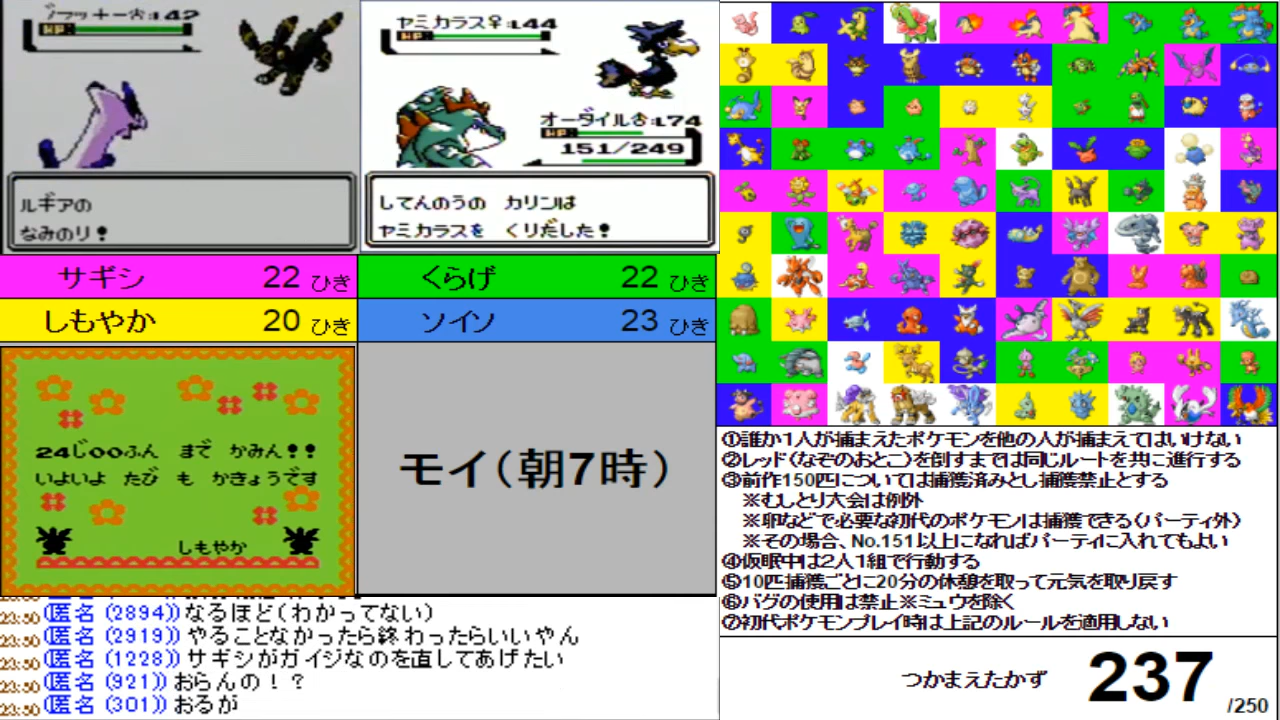 ブラッキー♂:L42
HP:
ルギアの
なみのり！
ヤミカラス♀:L44
HP:
オーダイル♂:L74
HP:
151/249
してんのうの カリンは
ヤミカラスを くりだした！
サギシ 22 ひき
くらげ 22 ひき
しもやか 20 ひき
ソイソ 23 ひき
24じ00ふん まで かみん！！
いよいよ たび も かきょうです
しもやか
モイ(朝7時)
23:50 (匿名 (2894)) なるほど(わかってない)
23:50 (匿名 (2919)) やることなかったら終わったらいいやん
23:50 (匿名 (1228)) サギシがガイジなのを直してあげたい
23:50 (匿名 (921)) おらんの！？
23:50 (匿名 (301)) おるが
①誰か1人が捕まえたポケモンを他の人が捕まえてはいけない
②レッド(なぞのおとこ)を倒すまでは同じルートを共に進行する
③前作150匹については捕獲済みとし捕獲禁止とする
※むしとり大会は例外
※卵などで必要な初代のポケモンは捕獲できる(パーティ外)
※その場合、No.151以上になればパーティに入れてもよい
④仮眠中は2人1組で行動する
⑤10匹捕獲ごとに20分の休憩を取って元気を取り戻す
⑥バグの使用は禁止※ミュウを除く
⑦初代ポケモンプレイ時は上記のルールを適用しない
つかまえたかず 237 /250